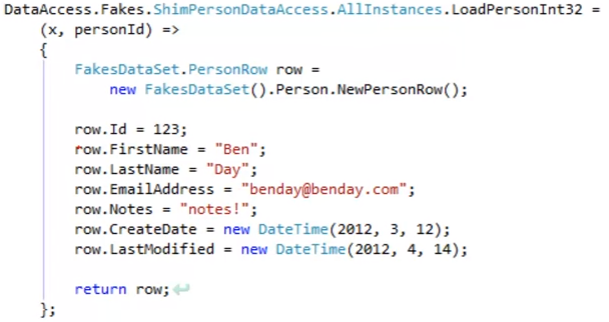 DataAccess.Fakes.ShimPersonDataAccess.AllInstances.LoadPersonInt32 =
(x, personId) =>
{
FakesDataSet.PersonRow row =
new FakesDataSet().Person.NewPersonRow();
row.Id = 123;
row.FirstName = "Ben";
row.LastName = "Day";
row.EmailAddress = "benday@benday.com";
row.Notes = "notes!";
row.CreateDate = new DateTime(2012, 3, 12);
row.LastModified = new DateTime(2012, 4, 14);
return row;
};